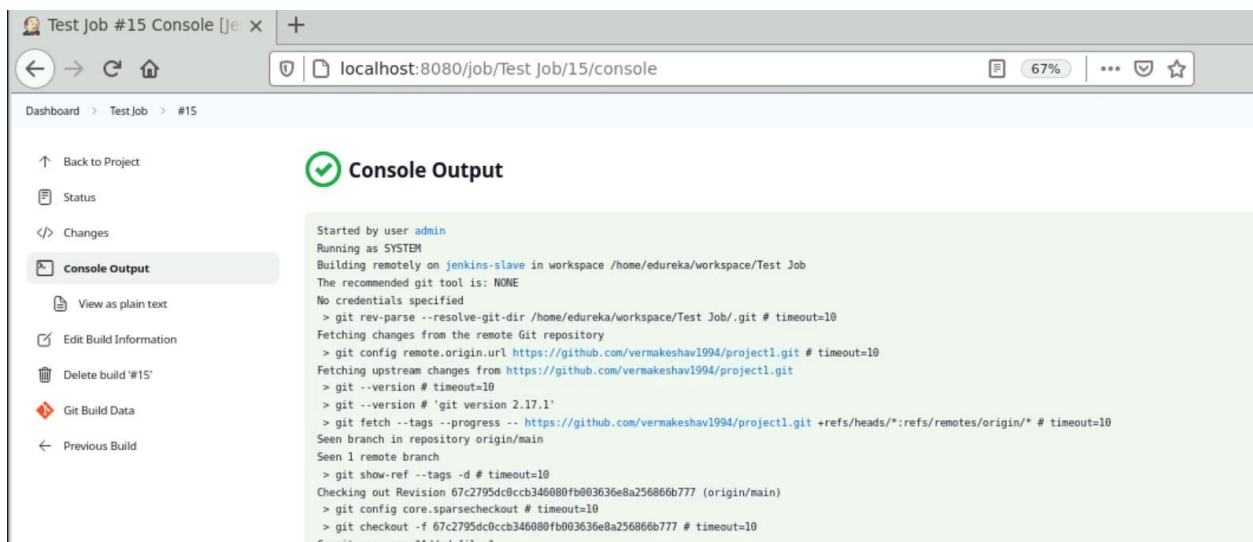 Test Job #15 Console [Je
localhost:8080/job/Test Job/15/console
67%
Dashboard > Test Job > #15
Back to Project
Status
Changes
Console Output
View as plain text
Edit Build Information
Delete build '#15'
Git Build Data
Previous Build
Console Output
Started by user admin
Running as SYSTEM
Building remotely on jenkins-slave in workspace /home/edureka/workspace/Test Job
The recommended git tool is: NONE
No credentials specified
> git rev-parse --resolve-git-dir /home/edureka/workspace/Test Job/.git # timeout=10
Fetching changes from the remote Git repository
> git config remote.origin.url https://github.com/vermakeshav1994/project1.git # timeout=10
Fetching upstream changes from https://github.com/vermakeshav1994/project1.git
> git --version # timeout=10
> git --version # 'git version 2.17.1'
> git fetch --tags --progress -- https://github.com/vermakeshav1994/project1.git +refs/heads/*:refs/remotes/origin/* # timeout=10
Seen branch in repository origin/main
Seen 1 remote branch
> git show-ref --tags -d # timeout=10
Checking out Revision 67c2795dc0ccb346080fb003636e8a256866b777 (origin/main)
> git config core.sparsecheckout # timeout=10
> git checkout -f 67c2795dc0ccb346080fb003636e8a256866b777 # timeout=10